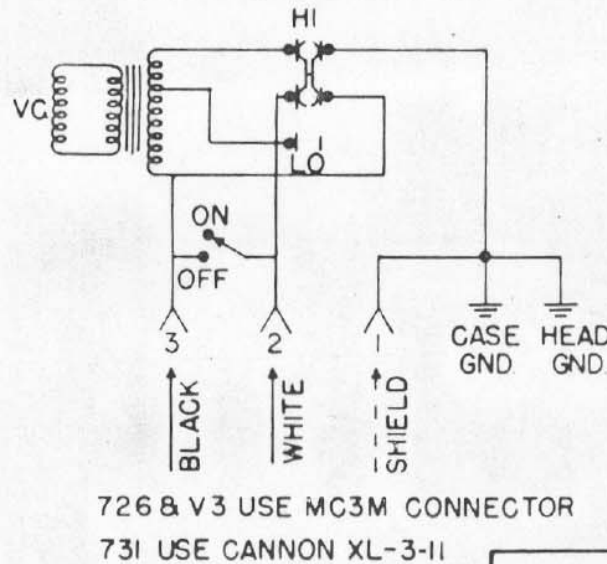 HI
VC
LO
ON
OFF
3
2
1
CASE
GND.
HEAD
GND.
BLACK
WHITE
SHIELD
726 & V3 USE MC3M CONNECTOR
731 USE CANNON XL-3-11